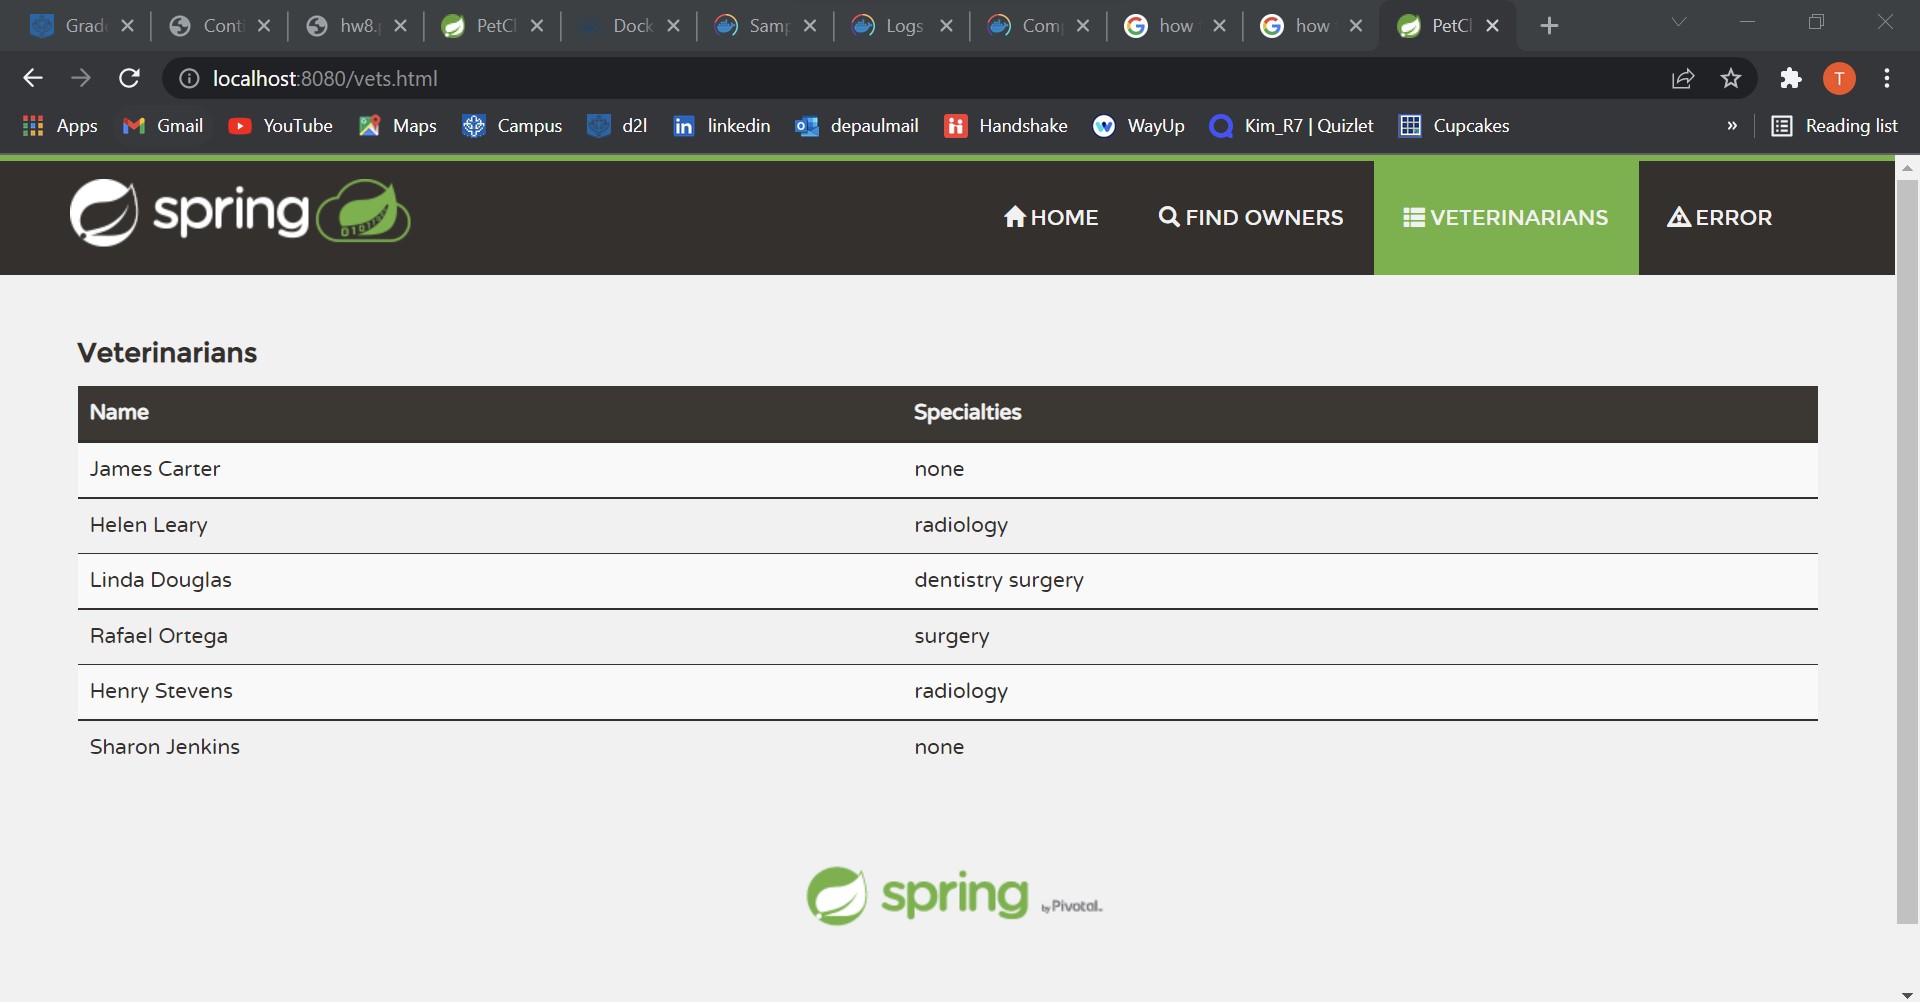 Grad Conti hw8.p PetCl Dock Samp Logs Com how how PetCl
localhost:8080/vets.html T
Apps Gmail YouTube Maps Campus d2l linkedin depaulmail Handshake WayUp Kim_R7 | Quizlet Cupcakes » Reading list
spring HOME FIND OWNERS VETERINARIANS ERROR
Veterinarians
Name Specialties
James Carter none
Helen Leary radiology
Linda Douglas dentistry surgery
Rafael Ortega surgery
Henry Stevens radiology
Sharon Jenkins none
spring by Pivotal